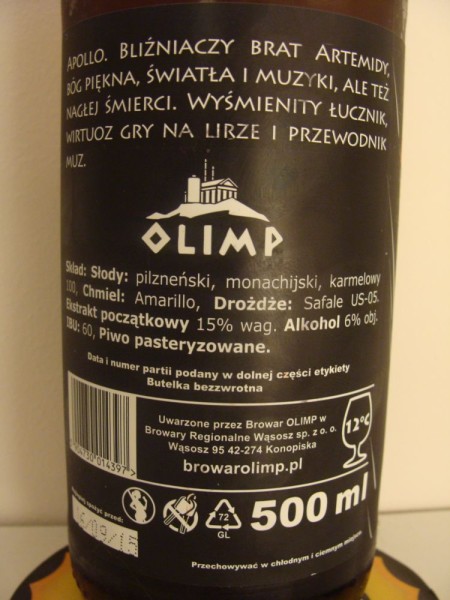 APOLLO. BLIŹNIACZY BRAT ARTEMIDY,
BÓG PIĘKNA, ŚWIATŁA I MUZYKI, ALE TEŻ
NAGŁEJ ŚMIERCI. WYŚMIENITY ŁUCZNIK,
WIRTUOZ GRY NA LIRZE I PRZEWODNIK
MUZ.
OLIMP
Skład: Słody: pilzneński, monachijski, karmelowy
100, Chmiel: Amarillo, Drożdże: Safale US-05.
Ekstrakt początkowy 15% wag. Alkohol 6% obj.
IBU: 60, Piwo pasteryzowane.
Data i numer partii podany w dolnej części etykiety
Butelka bezzwrotna
Uwarzone przez Browar OLIMP w
Browary Regionalne Wąsosz sp. z o. o.
Wąsosz 95 42-274 Konopiska
browarolimp.pl
12°C
spożyć przed:
72
GL
500 ml
Przechowywać w chłodnym i ciemnym miejscu.